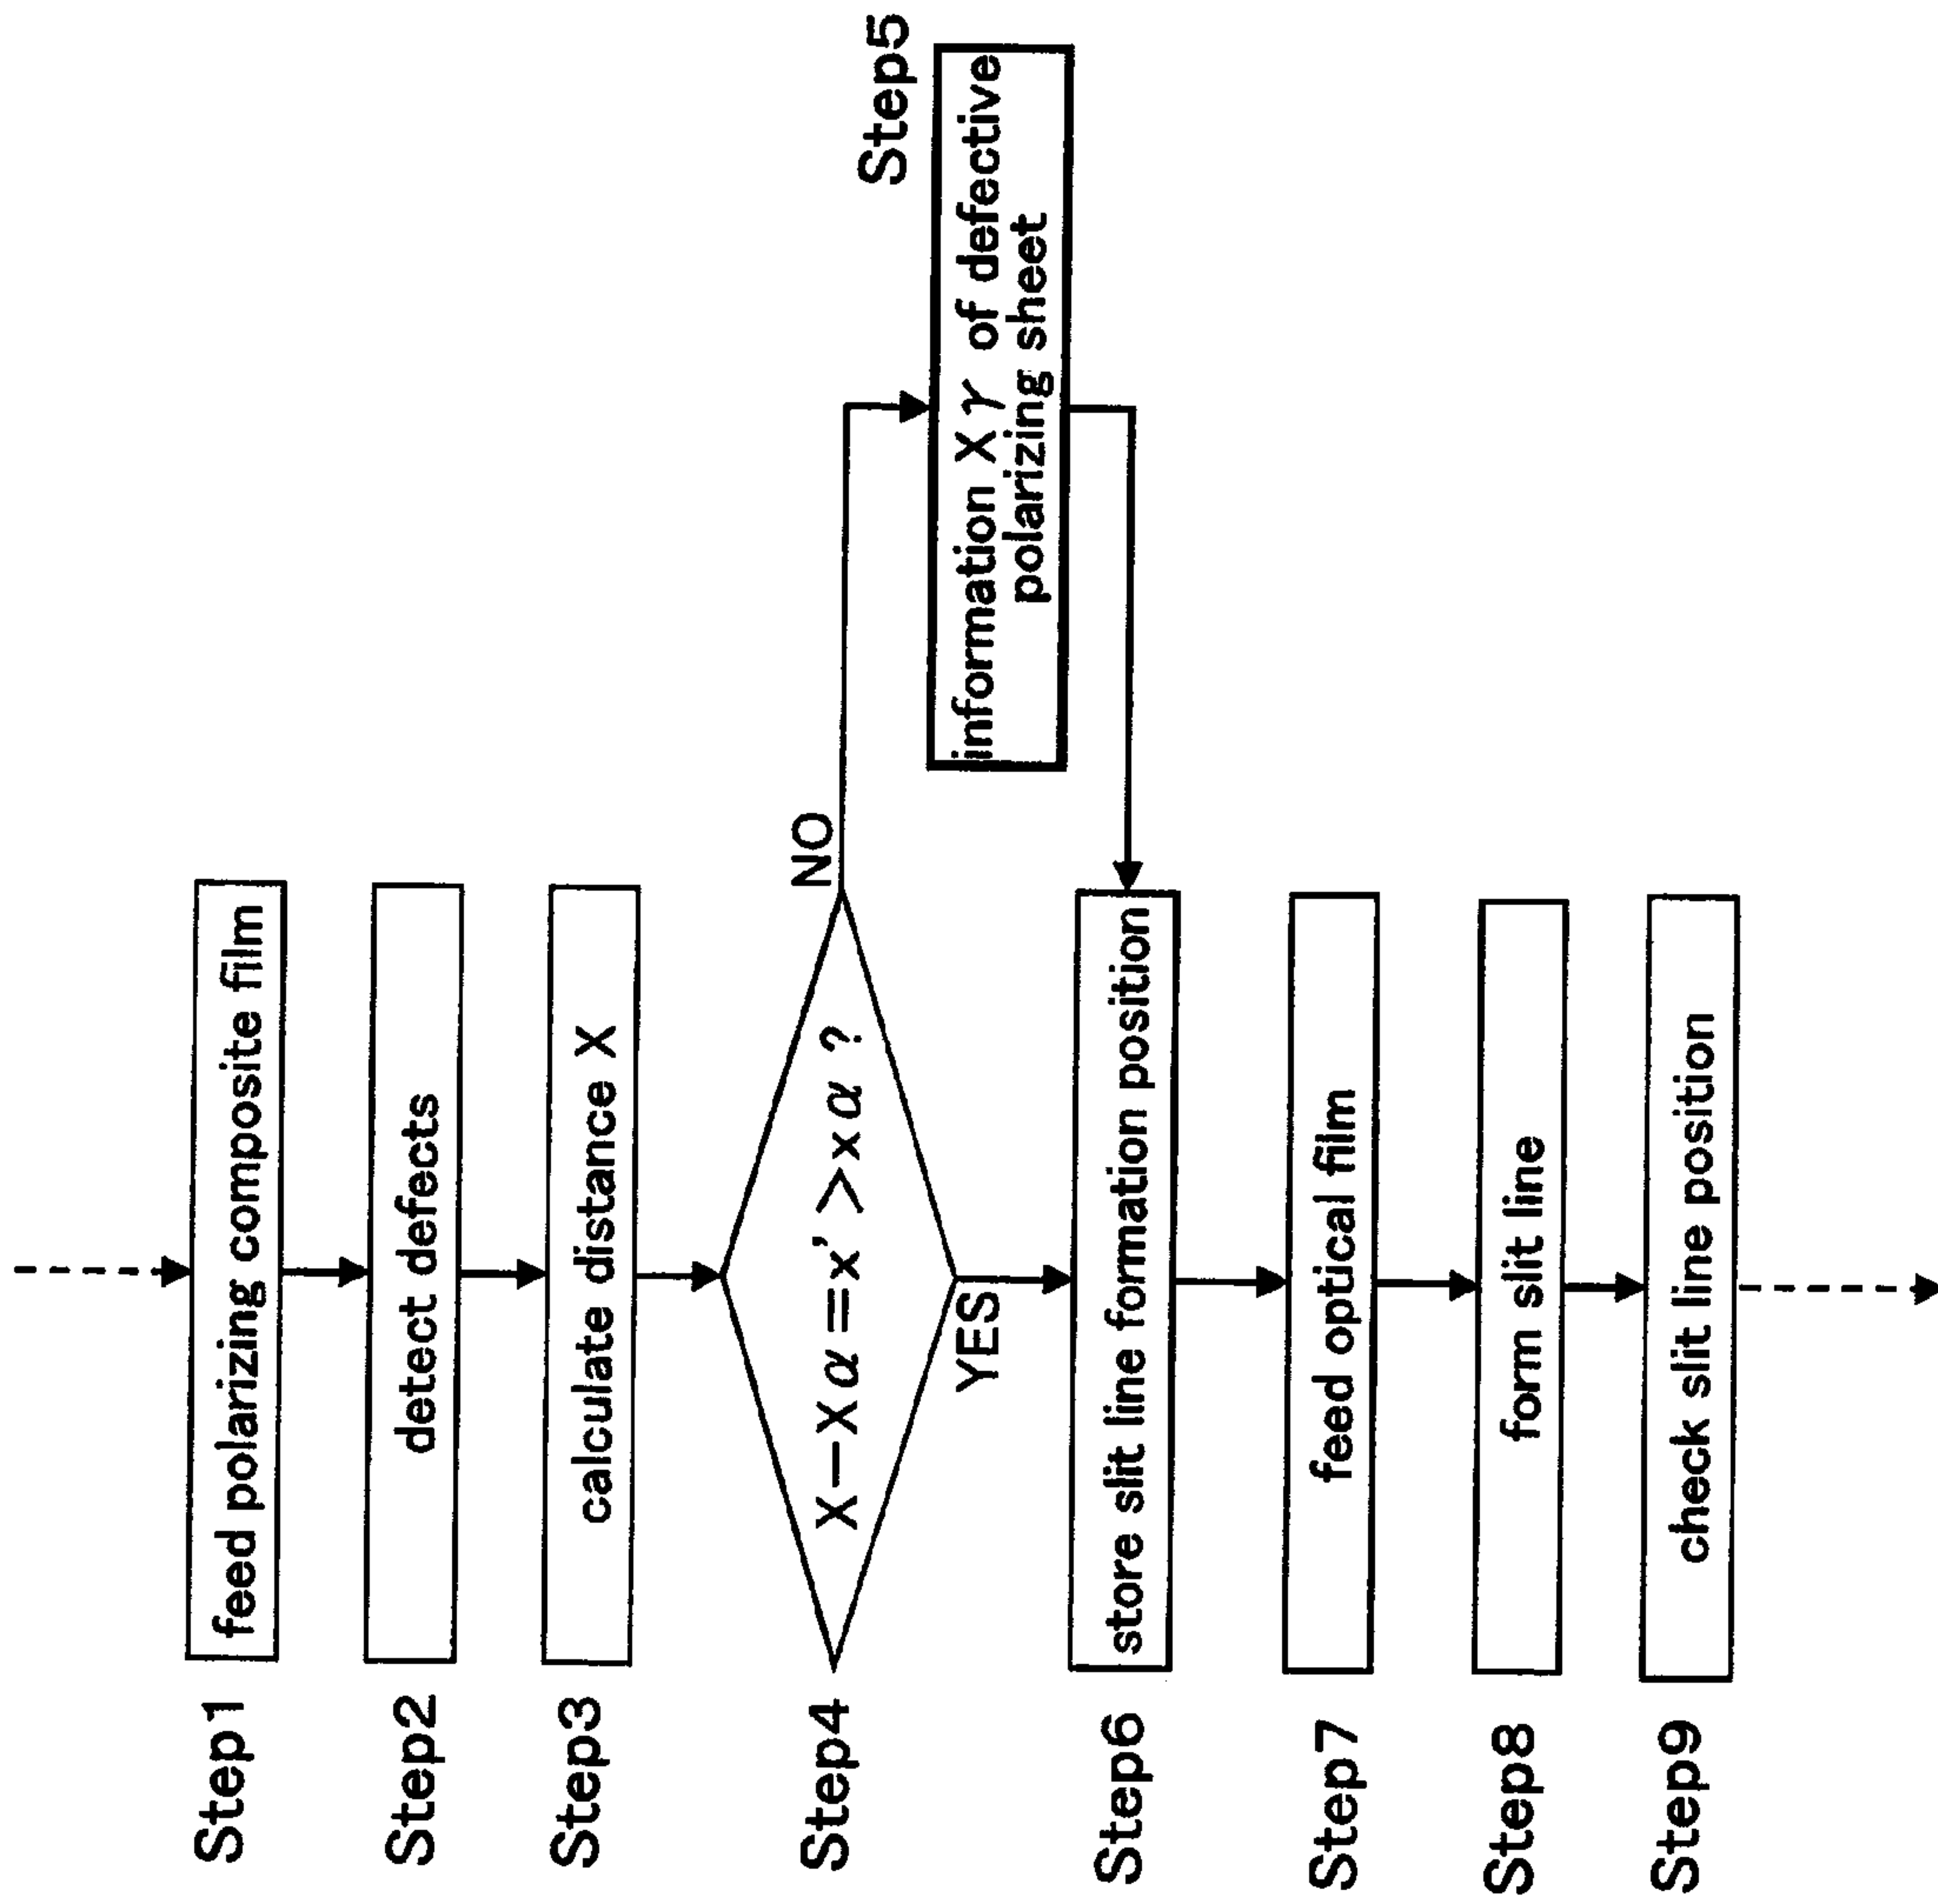 Step1
feed polarizing composite film
Step2
detect defects
Step3
calculate distance X
Step4
X−Xα=x'>xα?
NO
YES
Step5
information Xγ of defective
polarizing sheet
Step6
store slit line formation position
Step7
feed optical film
Step8
form slit line
Step9
check slit line position